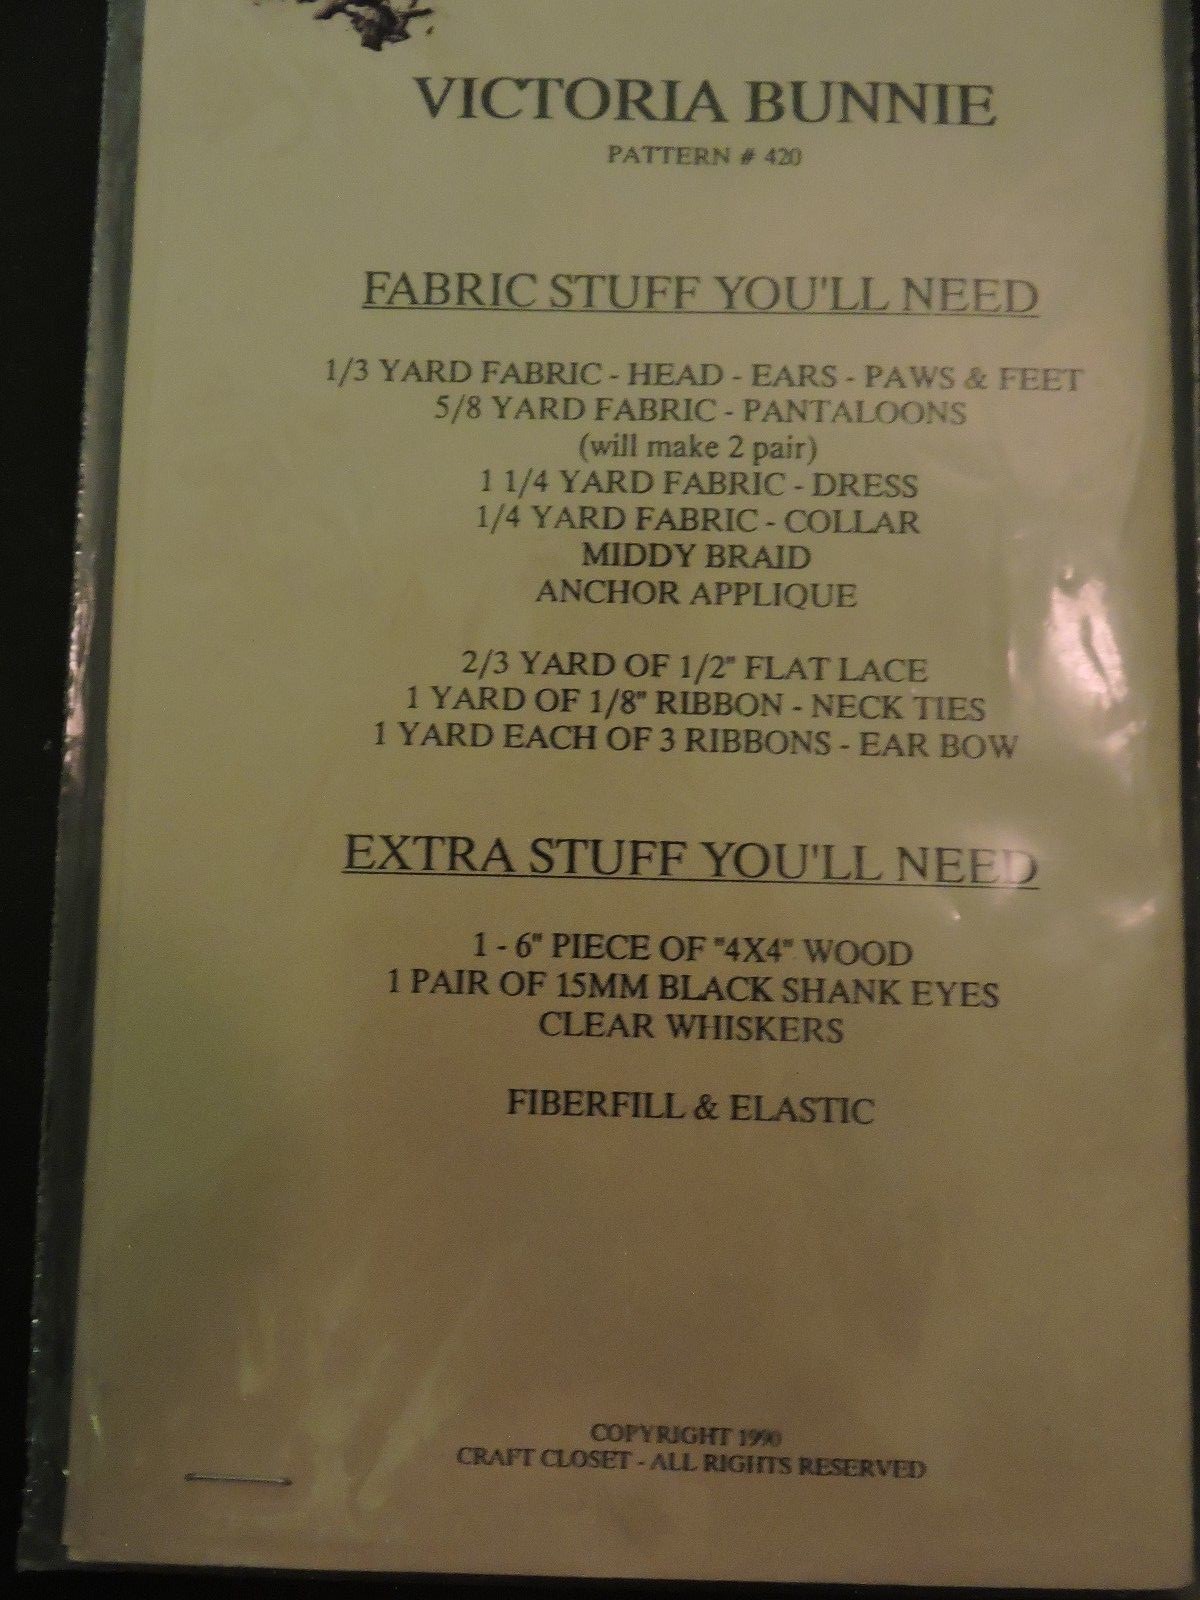 VICTORIA BUNNIE
PATTERN # 420
FABRIC STUFF YOU'LL NEED
1/3 YARD FABRIC - HEAD - EARS - PAWS & FEET
5/8 YARD FABRIC - PANTALOONS
(will make 2 pair)
1 1/4 YARD FABRIC - DRESS
1/4 YARD FABRIC - COLLAR
MIDDY BRAID
ANCHOR APPLIQUE
2/3 YARD OF 1/2" FLAT LACE
1 YARD OF 1/8" RIBBON - NECK TIES
1 YARD EACH OF 3 RIBBONS - EAR BOW
EXTRA STUFF YOU'LL NEED
1 - 6" PIECE OF "4X4" WOOD
1 PAIR OF 15MM BLACK SHANK EYES
CLEAR WHISKERS
FIBERFILL & ELASTIC
COPYRIGHT 1990
CRAFT CLOSET - ALL RIGHTS RESERVED